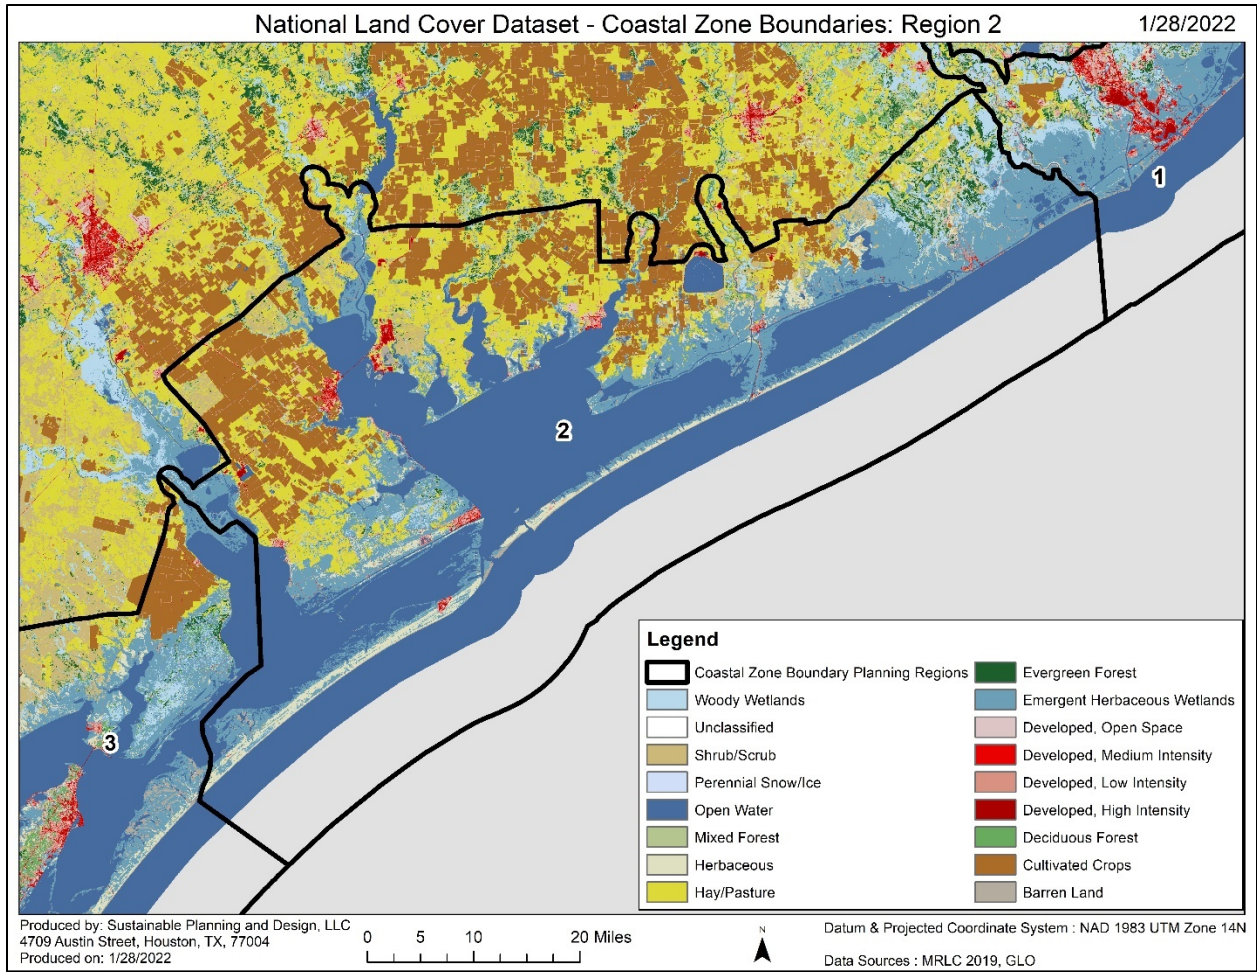 National Land Cover Dataset - Coastal Zone Boundaries: Region 2
1/28/2022
1
2
3
Legend
Coastal Zone Boundary Planning Regions
Woody Wetlands
Unclassified
Shrub/Scrub
Perennial Snow/Ice
Open Water
Mixed Forest
Herbaceous
Hay/Pasture
Evergreen Forest
Emergent Herbaceous Wetlands
Developed, Open Space
Developed, Medium Intensity
Developed, Low Intensity
Developed, High Intensity
Deciduous Forest
Cultivated Crops
Barren Land
Produced by: Sustainable Planning and Design, LLC
4709 Austin Street, Houston, TX, 77004
Produced on: 1/28/2022
0 5 10 20 Miles
N
Datum & Projected Coordinate System : NAD 1983 UTM Zone 14N
Data Sources : MRLC 2019, GLO